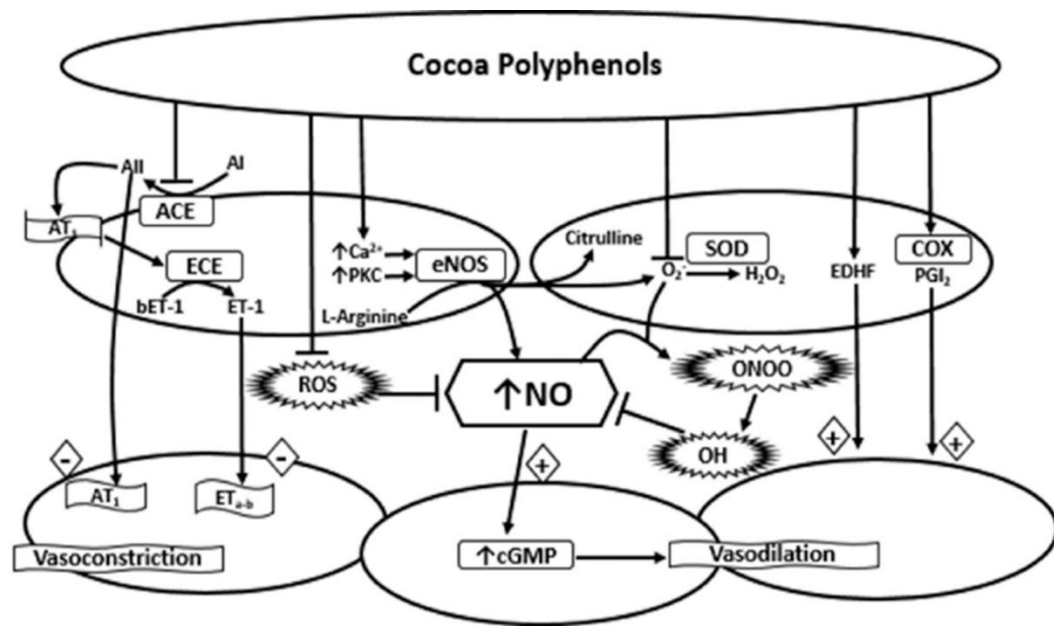 Cocoa Polyphenols
AII
AI
ACE
AT₁
ECE
bET-1
ET-1
↑Ca²⁺
↑PKC
eNOS
L-Arginine
Citrulline
SOD
O₂⁻
H₂O₂
EDHF
COX
PGI₂
ROS
↑NO
ONOO
OH
-
-
+
+
+
AT₁
ETₐ₋b
Vasoconstriction
↑cGMP
Vasodilation